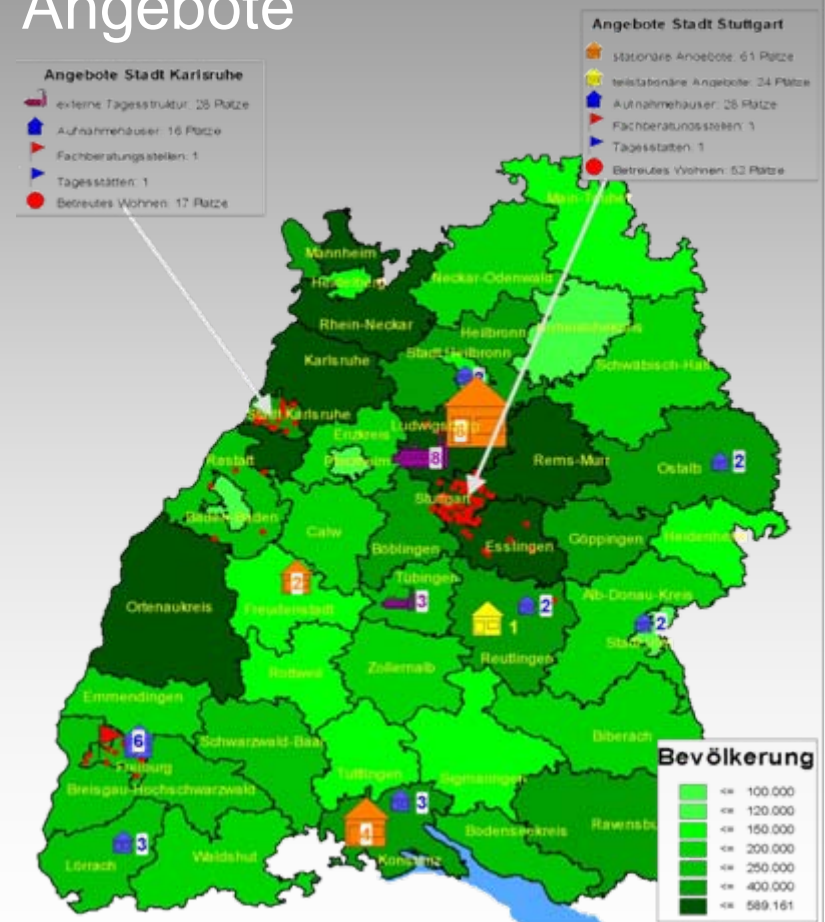 Angebote
Angebote Stadt Karlsruhe
externe Tagesstruktur: 28 Plätze
Aufnahmehäuser: 16 Plätze
Fachberatungsstellen: 1
Tagesstätten: 1
Betreutes Wohnen: 17 Plätze
Angebote Stadt Stuttgart
stationäre Angebote: 61 Plätze
teilstationäre Angebote: 24 Plätze
Aufnahmehäuser: 28 Plätze
Fachberatungsstellen: 1
Tagesstätten: 1
Betreutes Wohnen: 52 Plätze
Main-Tauber
Mannheim
Heidelberg
Neckar-Odenwald
Rhein-Neckar
Heilbronn
Hohenlohekreis
Karlsruhe
Stadt Heilbronn
Schwäbisch-Hall
2
Stadt Karlsruhe
Ludwigsburg
8
Enzkreis
Rastatt
Pforzheim
8
Rems-Murr
Ostalb
2
Stuttgart
Baden-Baden
Calw
Böblingen
Esslingen
Göppingen
Heidenheim
2
Tübingen
Alb-Donau-Kreis
Ortenaukreis
Freudenstadt
3
1
2
2
Reutlingen
Rottweil
Zollernalb
Emmendingen
6
Schwarzwald-Baar
Biberach
Freiburg
Tuttlingen
Sigmaringen
Breisgau-Hochschwarzwald
3
4
Bodenseekreis
Ravensbu
Lörrach
3
Waldshut
Konstanz
Bevölkerung
<= 100.000
<= 120.000
<= 150.000
<= 200.000
<= 250.000
<= 400.000
<= 589.161